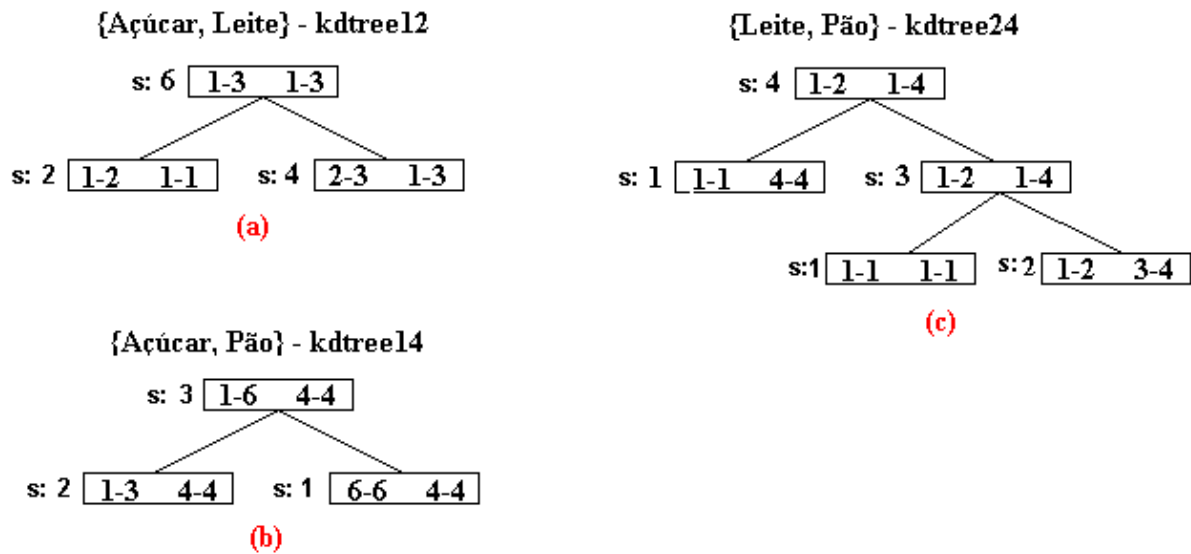 {Açúcar, Leite} - kdtree12
s: 6 1-3 1-3
s: 2 1-2 1-1 s: 4 2-3 1-3
(a)
{Açúcar, Pão} - kdtree14
s: 3 1-6 4-4
s: 2 1-3 4-4 s: 1 6-6 4-4
(b)
{Leite, Pão} - kdtree24
s: 4 1-2 1-4
s: 1 1-1 4-4 s: 3 1-2 1-4
s:1 1-1 1-1 s:2 1-2 3-4
(c)